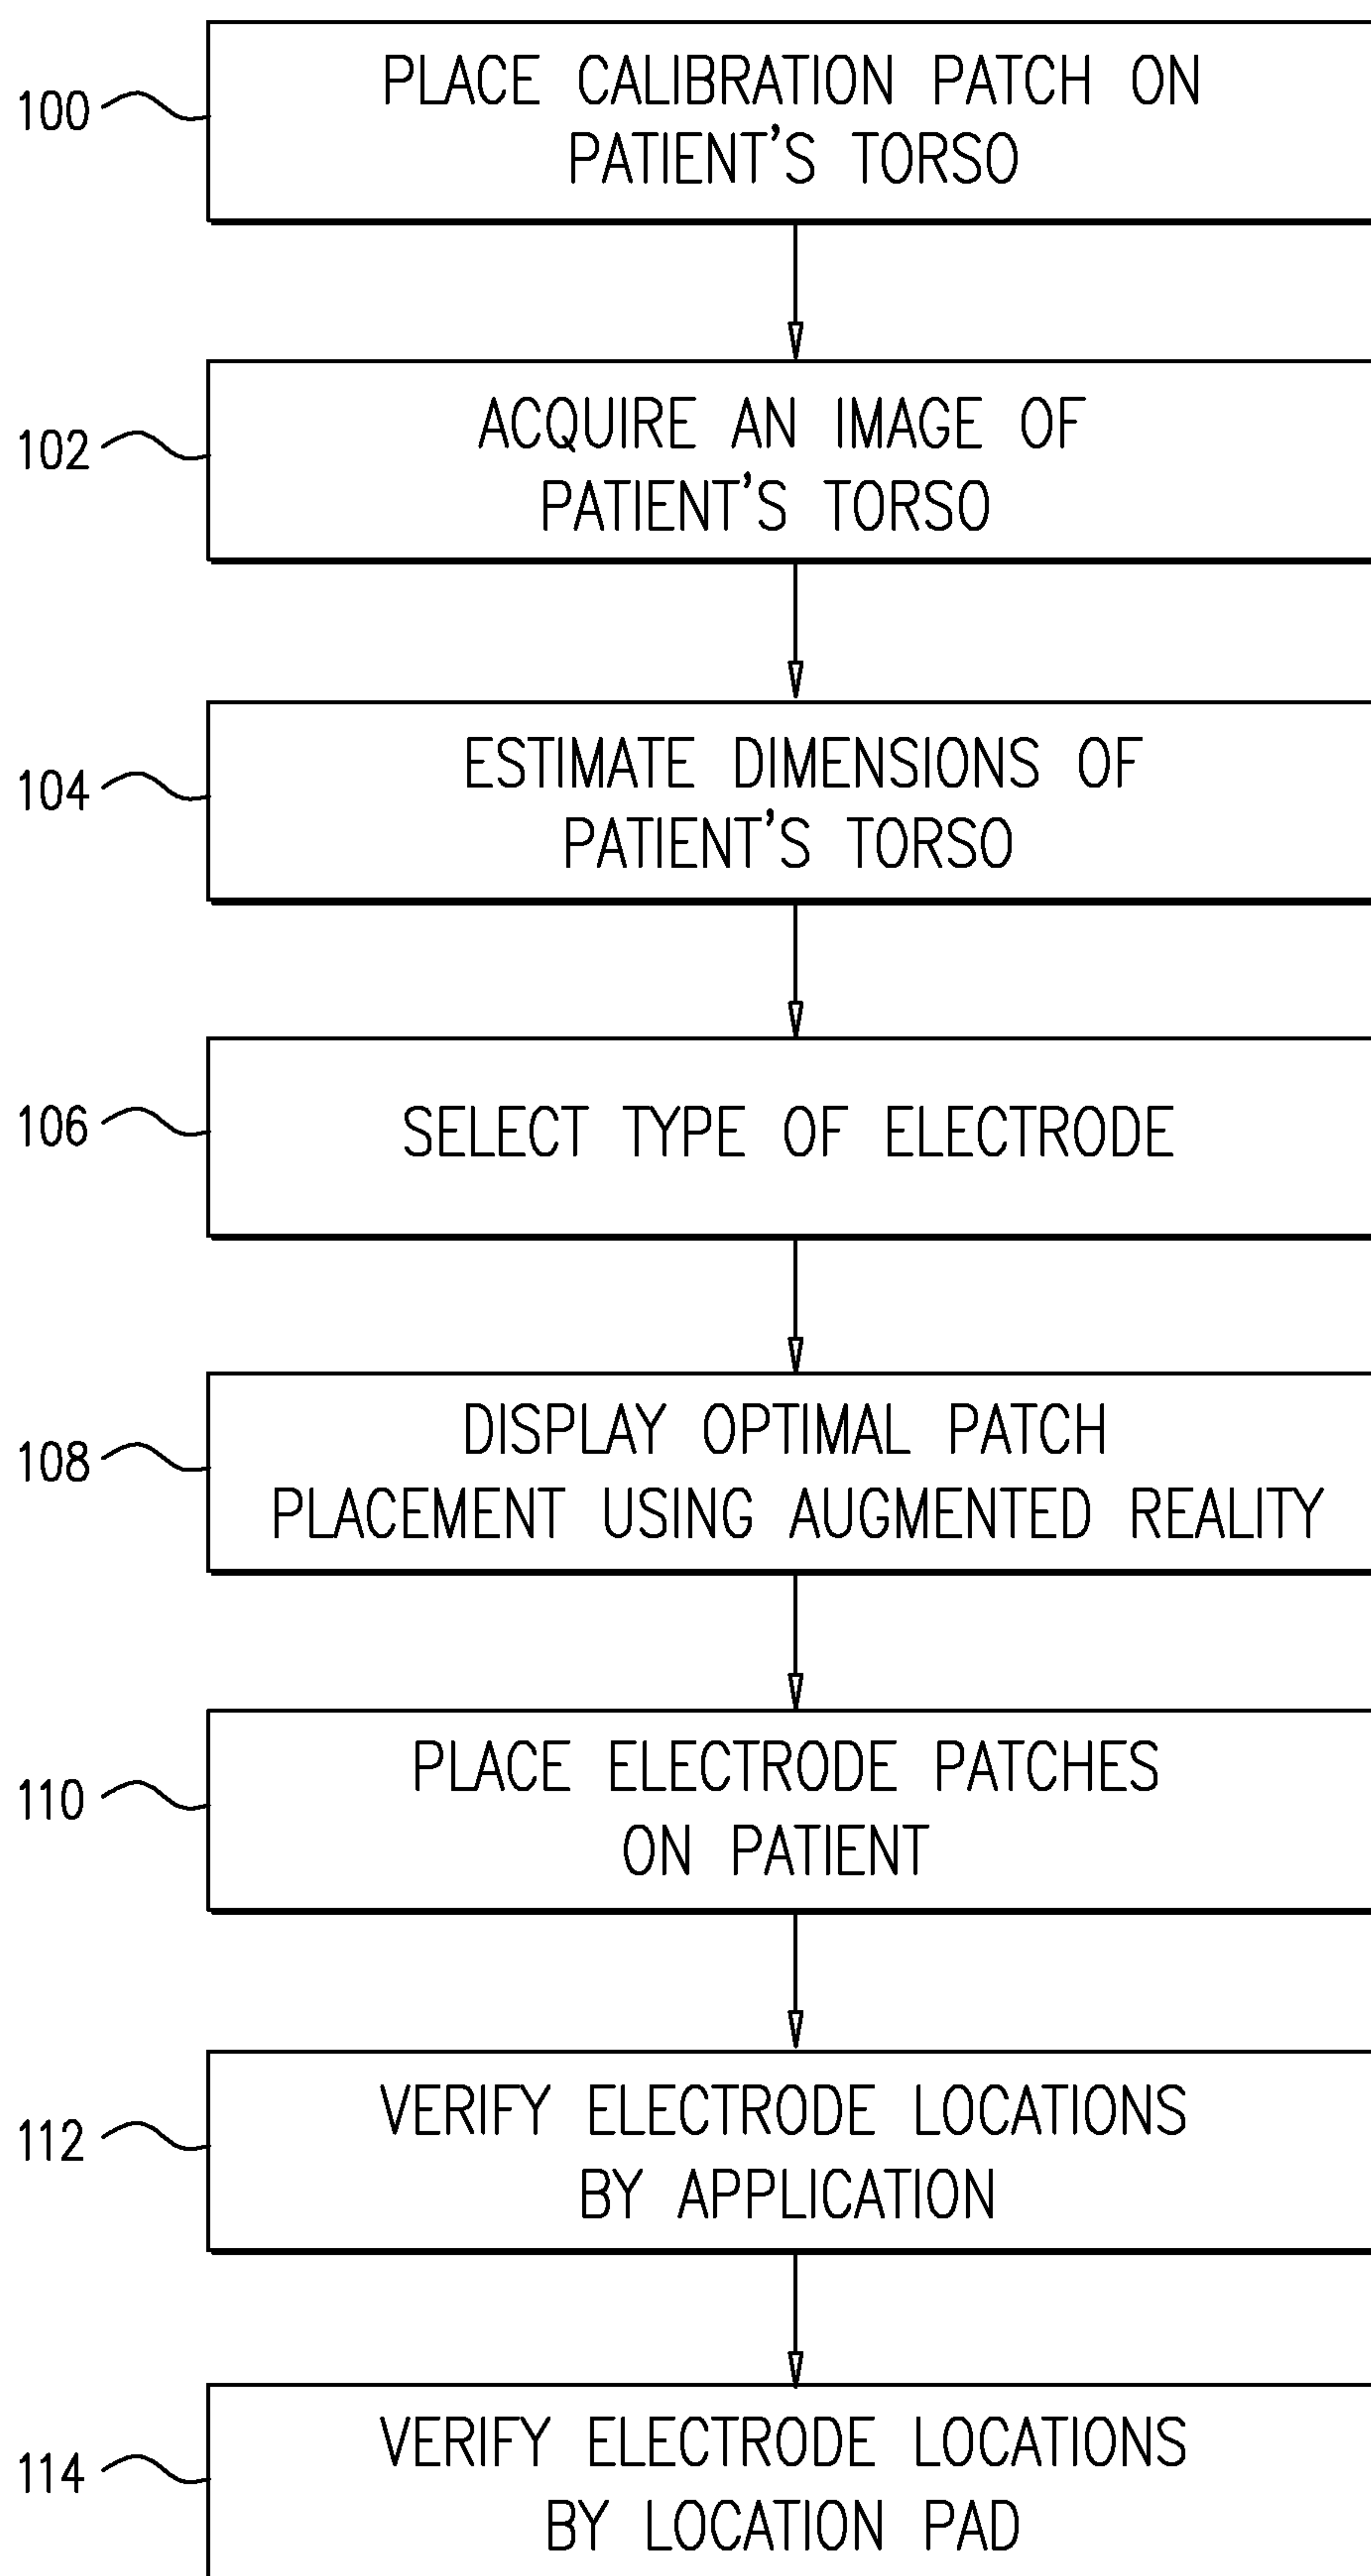 100
PLACE CALIBRATION PATCH ON
PATIENT'S TORSO
102
ACQUIRE AN IMAGE OF
PATIENT'S TORSO
104
ESTIMATE DIMENSIONS OF
PATIENT'S TORSO
106
SELECT TYPE OF ELECTRODE
108
DISPLAY OPTIMAL PATCH
PLACEMENT USING AUGMENTED REALITY
110
PLACE ELECTRODE PATCHES
ON PATIENT
112
VERIFY ELECTRODE LOCATIONS
BY APPLICATION
114
VERIFY ELECTRODE LOCATIONS
BY LOCATION PAD